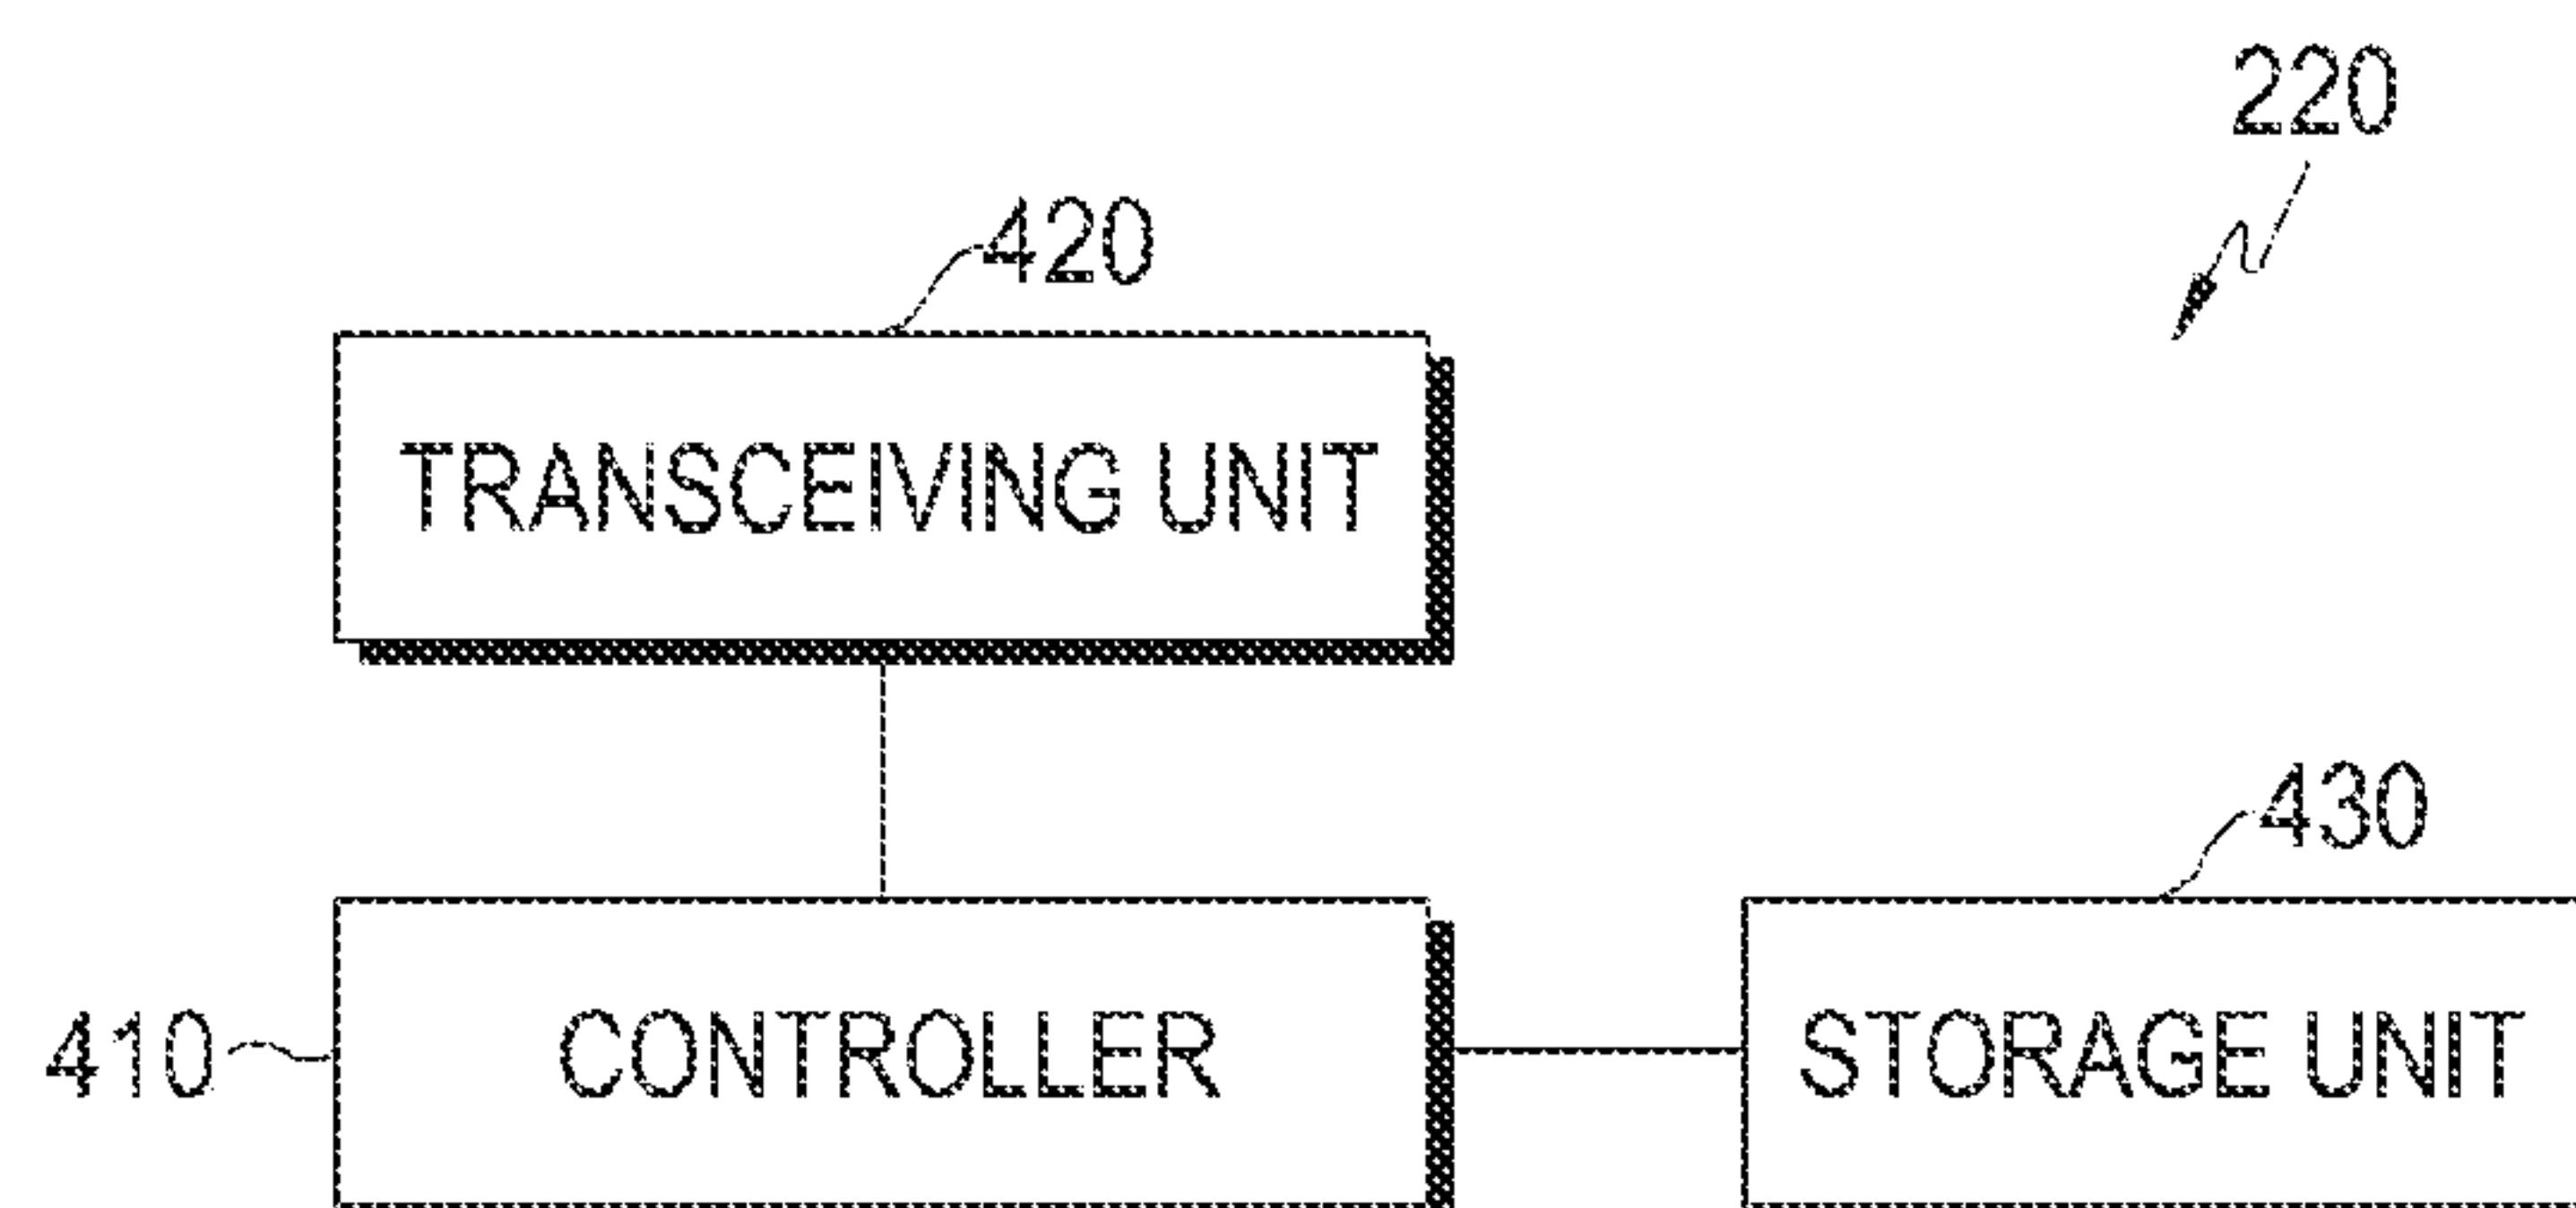 220
420
TRANSCEIVING UNIT
430
410
CONTROLLER
STORAGE UNIT